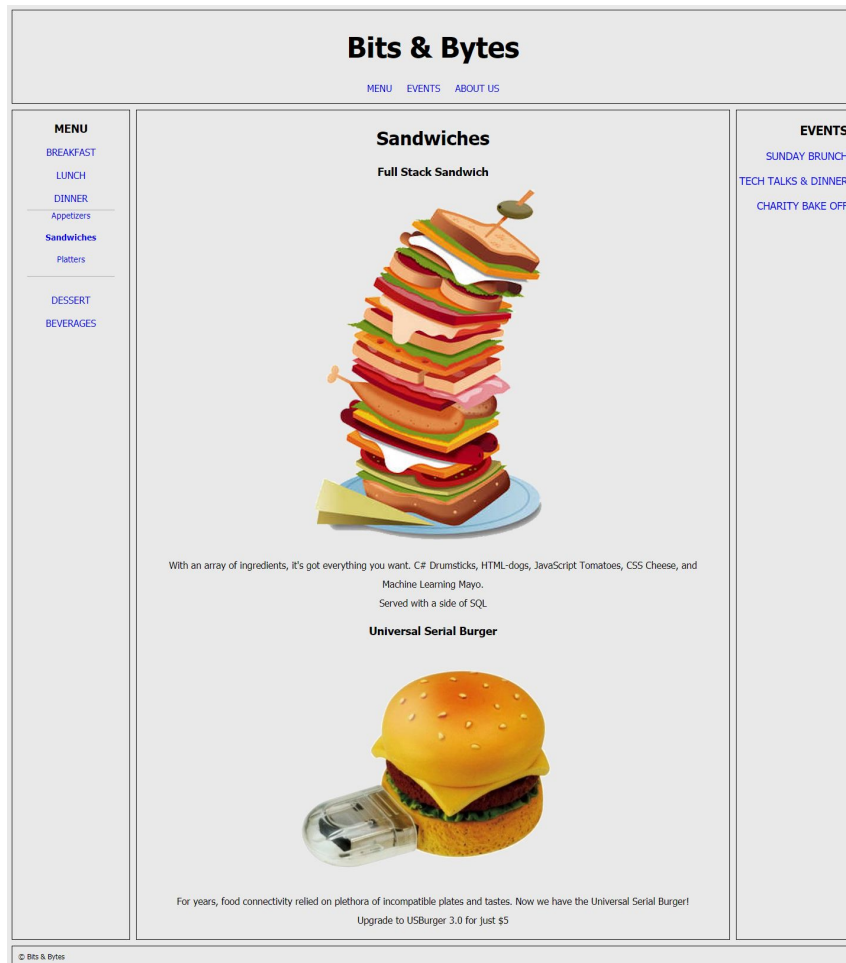 Bits & Bytes
MENU EVENTS ABOUT US
MENU
BREAKFAST
LUNCH
DINNER
Appetizers
Sandwiches
Platters
DESSERT
BEVERAGES
Sandwiches
Full Stack Sandwich
With an array of ingredients, it's got everything you want. C# Drumsticks, HTML-dogs, JavaScript Tomatoes, CSS Cheese, and
Machine Learning Mayo.
Served with a side of SQL
Universal Serial Burger
For years, food connectivity relied on plethora of incompatible plates and tastes. Now we have the Universal Serial Burger!
Upgrade to USBurger 3.0 for just $5
EVENTS
SUNDAY BRUNCH
TECH TALKS & DINNER
CHARITY BAKE OFF
© Bits & Bytes